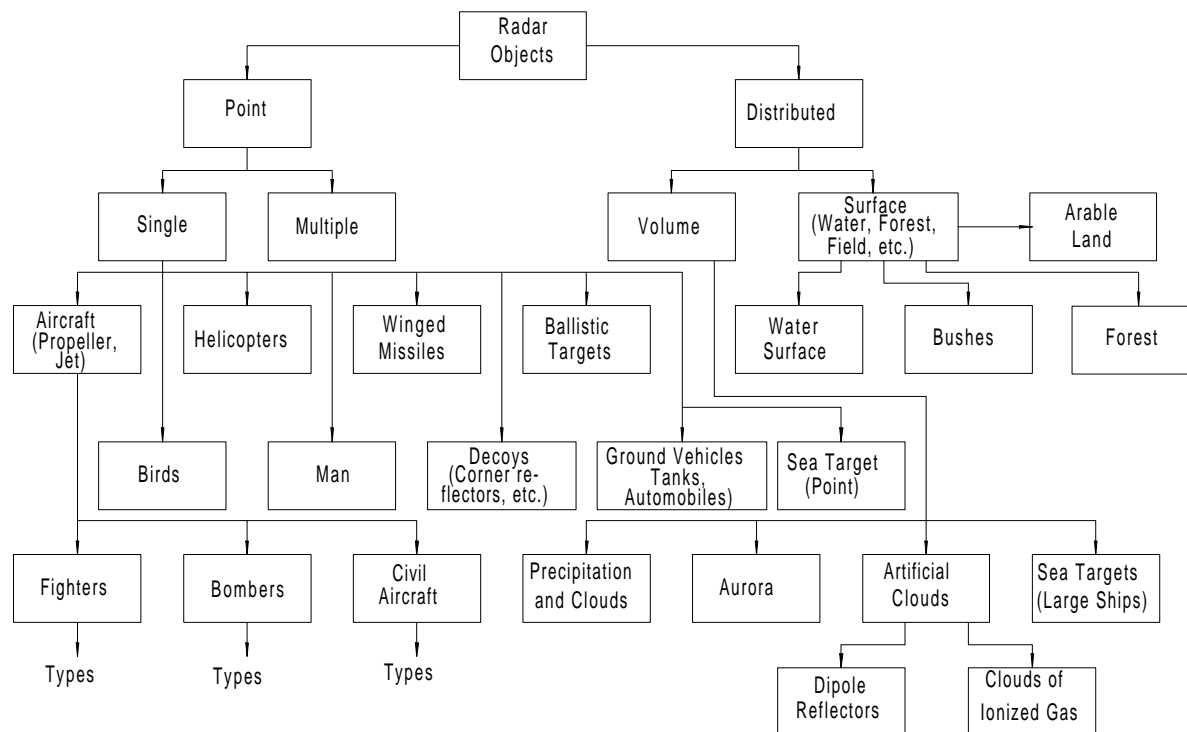 Radar
Objects
Point
Distributed
Single
Multiple
Volume
Surface
(Water, Forest,
Field, etc.)
Arable
Land
Aircraft
(Propeller,
Jet)
Helicopters
Winged
Missiles
Ballistic
Targets
Water
Surface
Bushes
Forest
Birds
Man
Decoys
(Corner re-
flectors, etc.)
Ground Vehicles
Tanks,
Automobiles)
Sea Target
(Point)
Fighters
Bombers
Civil
Aircraft
Precipitation
and Clouds
Aurora
Artificial
Clouds
Sea Targets
(Large Ships)
Types
Types
Types
Dipole
Reflectors
Clouds of
Ionized Gas